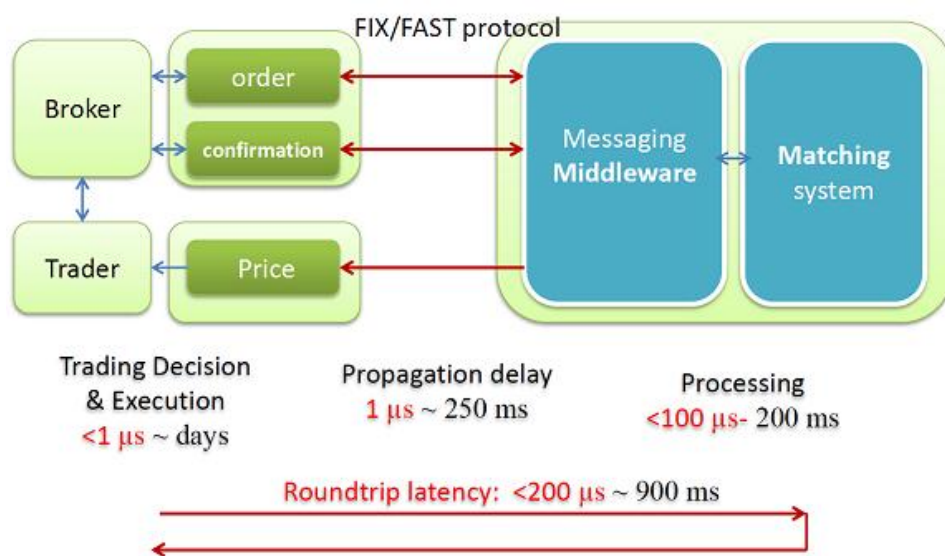 FIX/FAST protocol
Broker
order
confirmation
Messaging
Middleware
Matching
system
Trader
Price
Trading Decision
& Execution
<1 µs ~ days
Propagation delay
1 µs ~ 250 ms
Processing
<100 µs- 200 ms
Roundtrip latency: <200 µs ~ 900 ms